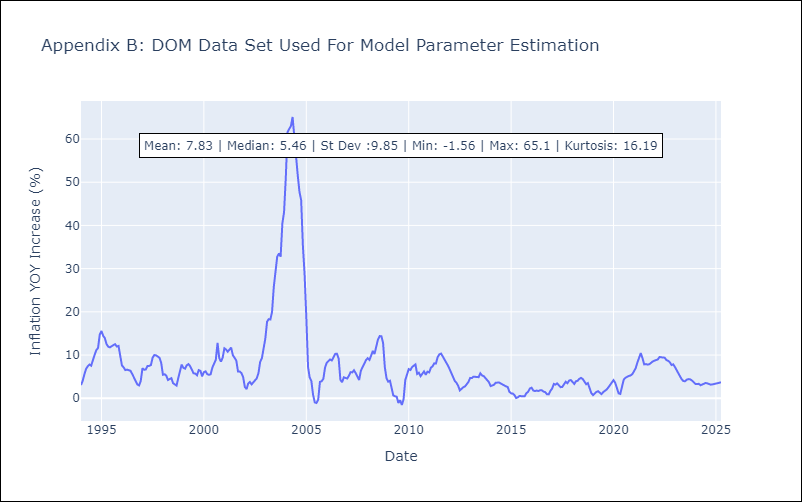 Appendix B: DOM Data Set Used For Model Parameter Estimation
Mean: 7.83 | Median: 5.46 | St Dev :9.85 | Min: -1.56 | Max: 65.1 | Kurtosis: 16.19
Inflation YOY Increase (%)
60
50
40
30
20
10
0
1995 2000 2005 2010 2015 2020 2025
Date